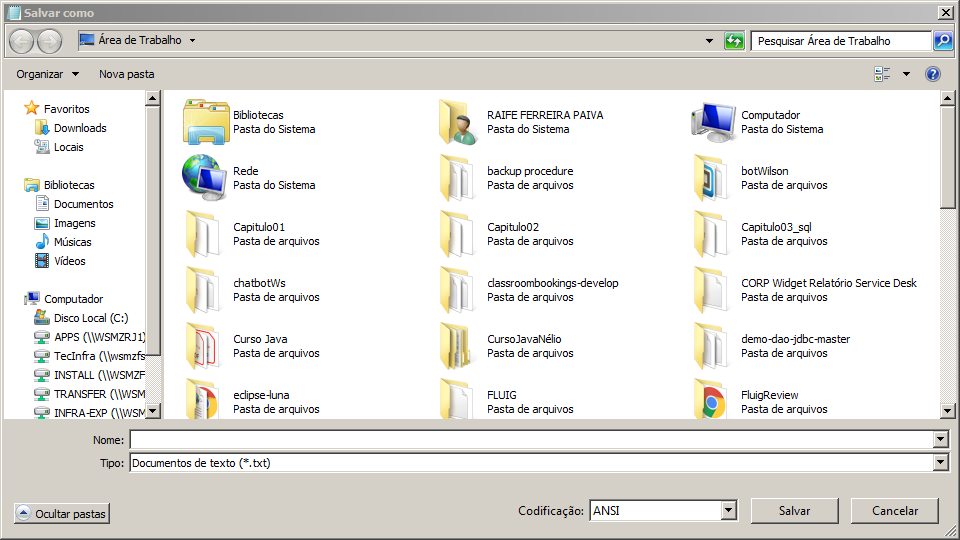 Salvar como
Área de Trabalho
Pesquisar Área de Trabalho
Organizar
Nova pasta
Favoritos
Downloads
Locais
Bibliotecas
Documentos
Imagens
Músicas
Vídeos
Computador
Disco Local (C:)
APPS (\\WSMZRJ1)
TecInfra (\\wsmzfs
INSTALL (\\WSMZF
TRANSFER (\\WSM
INFRA-EXP (\\WSM
Bibliotecas
Pasta do Sistema
RAIFE FERREIRA PAIVA
Pasta do Sistema
Computador
Pasta do Sistema
Rede
Pasta do Sistema
backup procedure
Pasta de arquivos
botWilson
Pasta de arquivos
Capitulo01
Pasta de arquivos
Capitulo02
Pasta de arquivos
Capitulo03_sql
Pasta de arquivos
chatbotWs
Pasta de arquivos
classroombookings-develop
Pasta de arquivos
CORP Widget Relatório Service Desk
Pasta de arquivos
Curso Java
Pasta de arquivos
CursoJavaNélio
Pasta de arquivos
demo-dao-jdbc-master
Pasta de arquivos
eclipse-luna
Pasta de arquivos
FLUIG
Pasta de arquivos
FluigReview
Pasta de arquivos
Nome:
Tipo: Documentos de texto (*.txt)
Ocultar pastas
Codificação: ANSI
Salvar
Cancelar